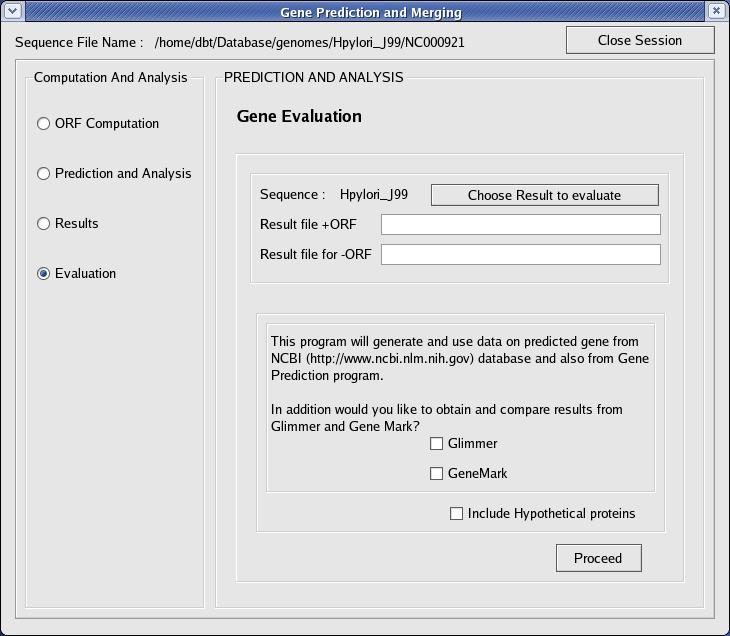 Gene Prediction and Merging
Sequence File Name : /home/dbt/Database/genomes/Hpylori_J99/NC000921
Close Session
Computation And Analysis
ORF Computation
Prediction and Analysis
Results
Evaluation
PREDICTION AND ANALYSIS
Gene Evaluation
Sequence : Hpylori_J99
Choose Result to evaluate
Result file +ORF
Result file for -ORF
This program will generate and use data on predicted gene from
NCBI (http://www.ncbi.nlm.nih.gov) database and also from Gene
Prediction program.
In addition would you like to obtain and compare results from
Glimmer and Gene Mark?
Glimmer
GeneMark
Include Hypothetical proteins
Proceed